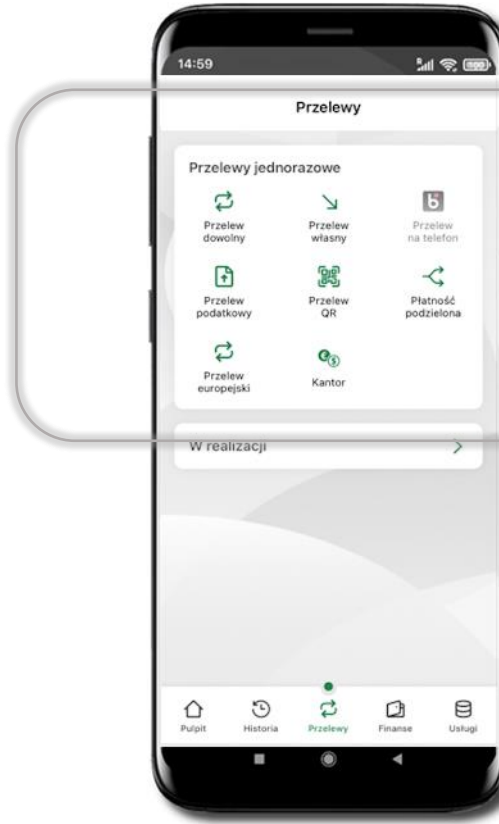 14:59
Przelewy
Przelewy jednorazowe
Przelew
dowolny
Przelew
własny
Przelew
na telefon
Przelew
podatkowy
Przelew
QR
Płatność
podzielona
Przelew
europejski
Kantor
W realizacji
Pulpit
Historia
Przelewy
Finanse
Usługi